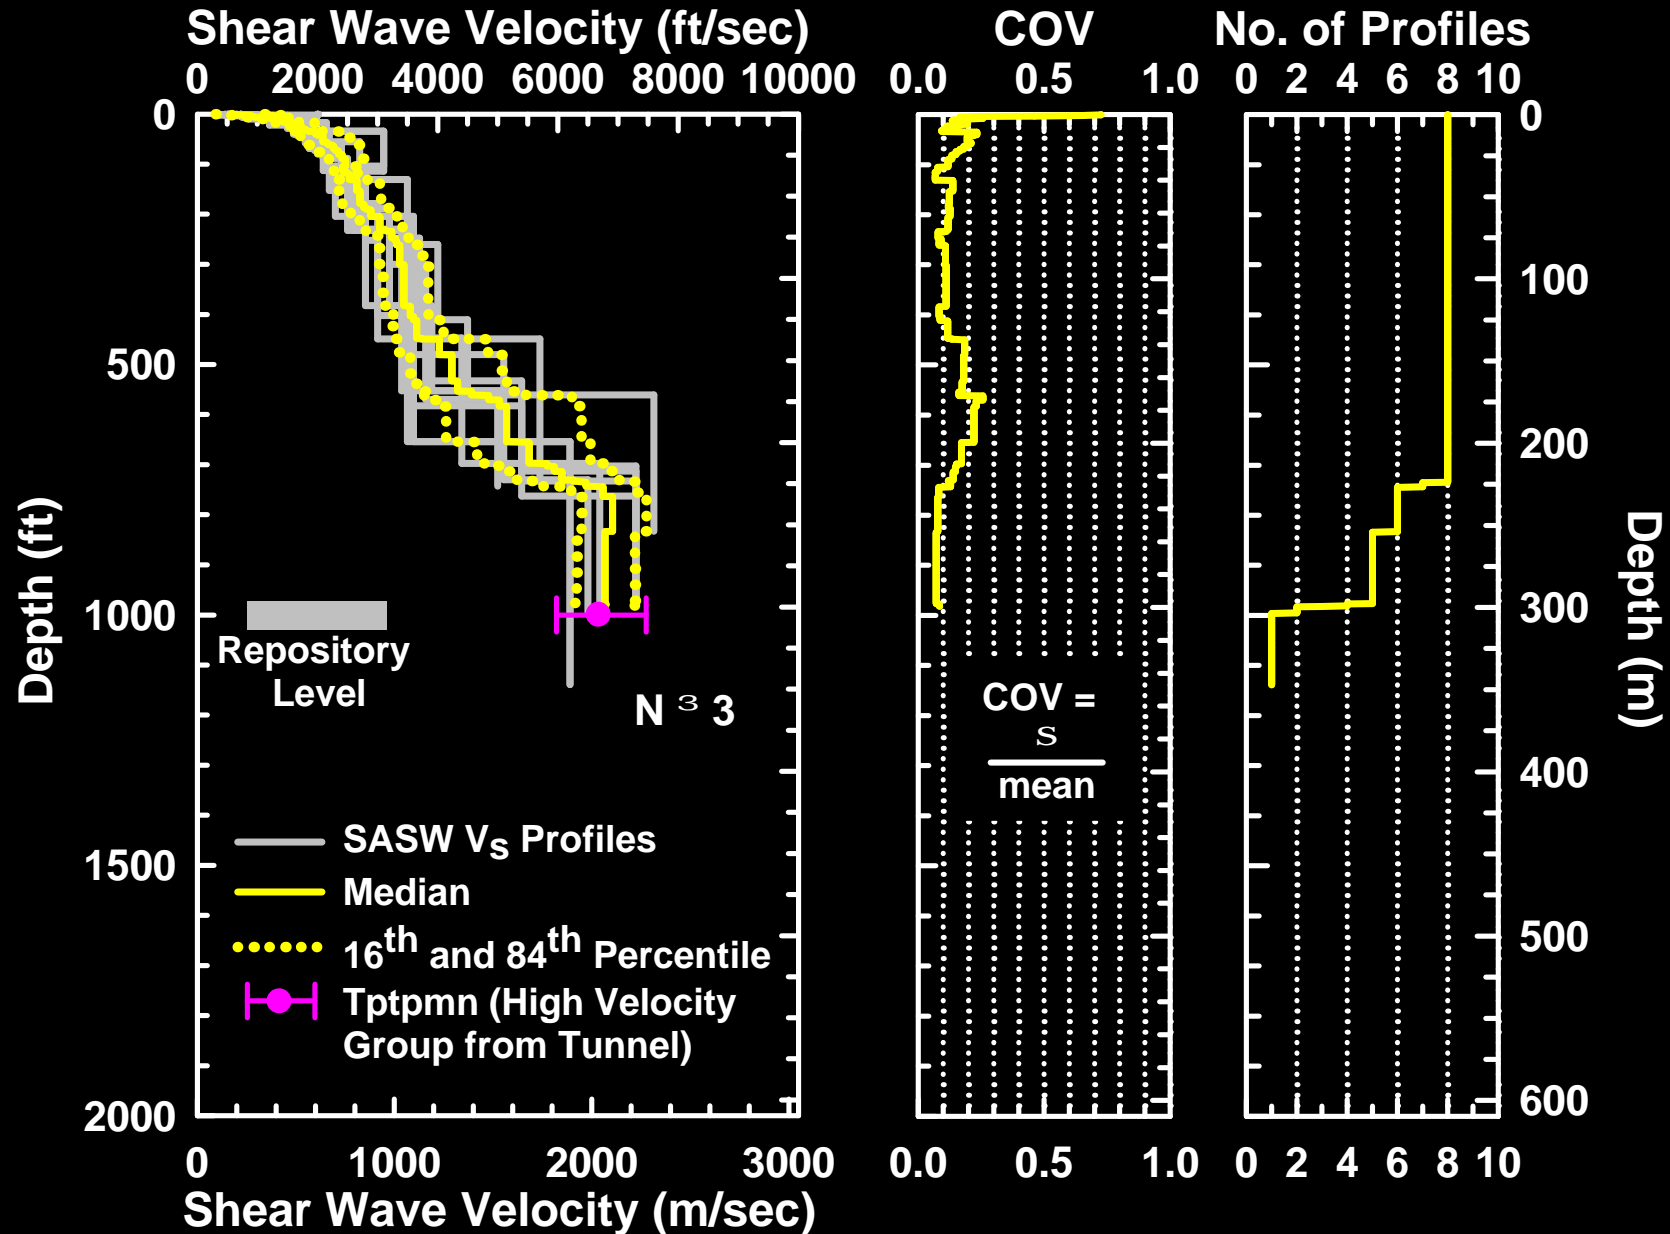 Shear Wave Velocity (ft/sec)
0 2000 4000 6000 8000 10000
COV
0.0 0.5 1.0
No. of Profiles
0 2 4 6 8 10
Depth (ft)
0
500
1000
1500
2000
Repository
Level
N ³ 3
SASW Vs Profiles
Median
16th and 84th Percentile
Tptpmn (High Velocity
Group from Tunnel)
COV =
s
mean
0
100
200
300
400
500
600
Depth (m)
0 1000 2000 3000
Shear Wave Velocity (m/sec)
0.0 0.5 1.0
0 2 4 6 8 10